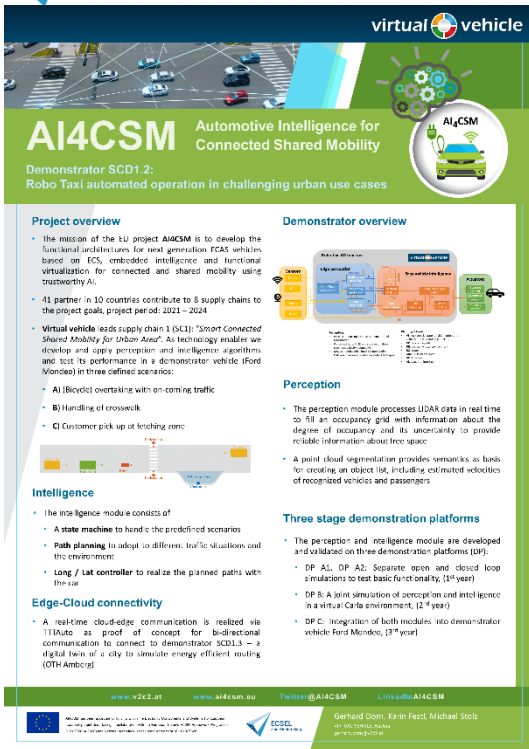 virtual vehicle
AI4CSM
Automotive Intelligence for
Connected Shared Mobility
AI4CSM
Demonstrator SCD1.2:
Robo Taxi automated operation in challenging urban use cases
Project overview
• The mission of the EU project AI4CSM is to develop the
functional architectures for next generation ECAS vehicles
based on ECS, embedded intelligence and functional
virtualization for connected and shared mobility using
trustworthy AI.
• 41 partner in 10 countries contribute to 8 supply chains to
the project goals, project period: 2021 – 2024
• Virtual vehicle leads supply chain 1 (SC1): "Smart Connected
Shared Mobility for Urban Area". As technology enabler we
develop and apply perception and intelligence algorithms
and test its performance in a demonstrator vehicle (Ford
Mondeo) in three defined scenarios:
• A) (Bicycle) overtaking with on-coming traffic
• B) Handling of crosswalk
• C) Customer pick up at fetching zone
Intelligence
• The intelligence module consists of
• A state machine to handle the predefined scenarios
• Path planning to adopt to different traffic situations and
the environment
• Long / Lat controller to realize the planned paths with
the car
Edge-Cloud connectivity
• A real-time cloud-edge communication is realized via
TTTAuto as proof of concept for bi-directional
communication to connect to demonstrator SCD1.3 – a
digital twin of a city to simulate energy efficient routing
(OTH Amberg)
Demonstrator overview
virtual vehicle
Sensors
Actuators
Perception
• The perception module processes LIDAR data in real time
to fill an occupancy grid with information about the
degree of occupancy and its uncertainty to provide
reliable information about free space
• A point cloud segmentation provides semantics as basis
for creating an object list, including estimated velocities
of recognized vehicles and passengers
Three stage demonstration platforms
• The perception and intelligence module are developed
and validated on three demonstration platforms (DP):
• DP A1, DP A2: Separate open and closed loop
simulations to test basic functionality, (1st year)
• DP B: A joint simulation of perception and intelligence
in a virtual Carla environment, (2nd year)
• DP C: Integration of both modules into demonstrator
vehicle Ford Mondeo, (3rd year)
www.v2c2.at
www.ai4csm.eu
Twitter@AI4CSM
LinkedInAI4CSM
ECSEL
Gerhard Dorn, Karin Festl, Michael Stolz